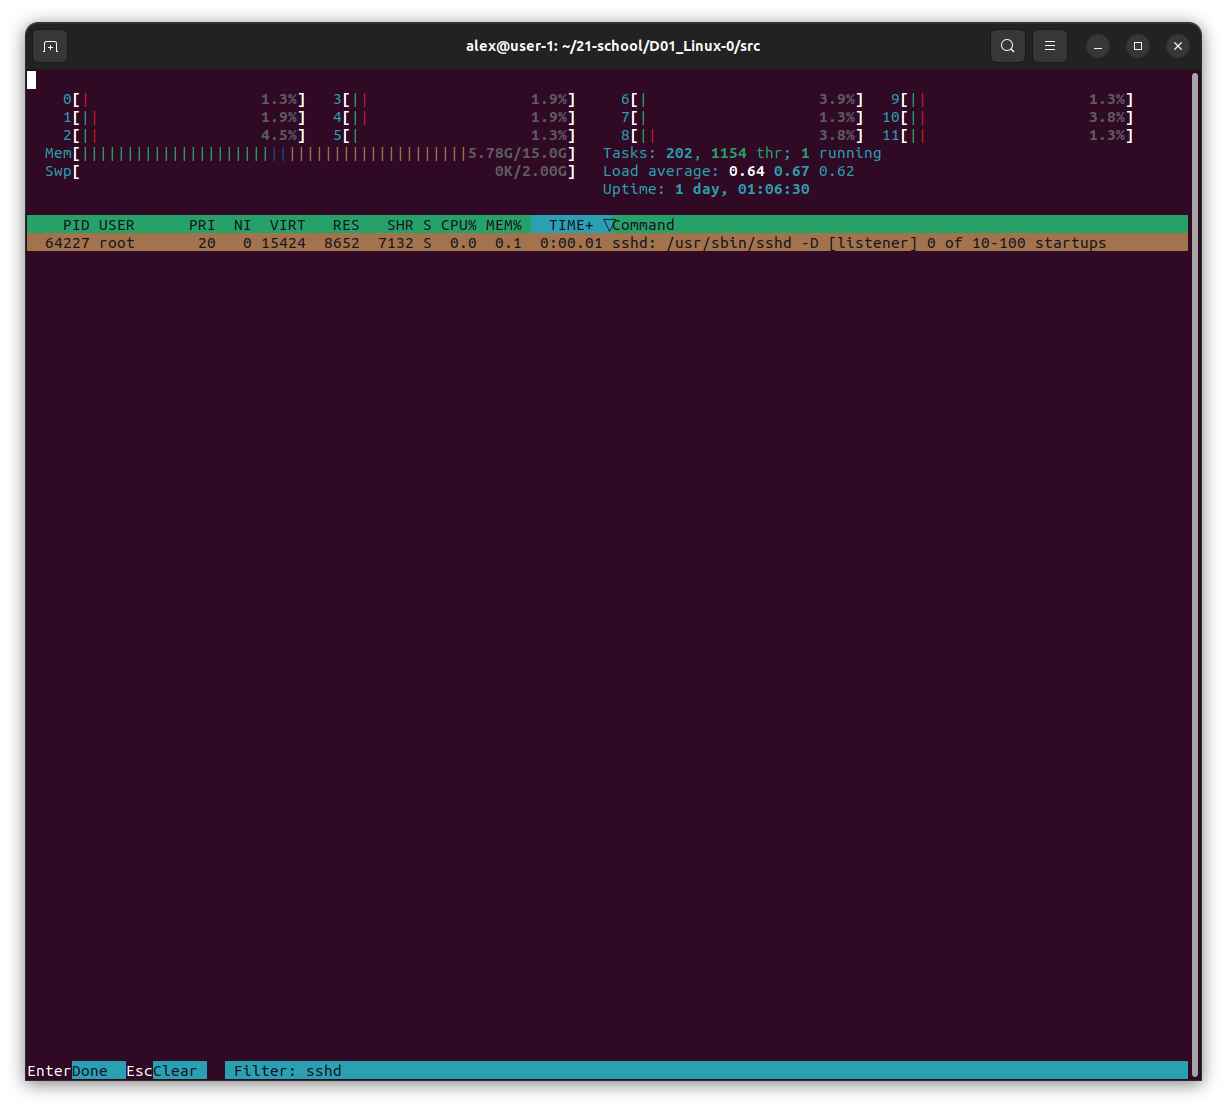 alex@user-1: ~/21-school/D01_Linux-0/src
0[| 1.3%] 3[|| 1.9%] 6[| 3.9%] 9[|| 1.3%]
1[|| 1.9%] 4[|| 1.9%] 7[| 1.3%] 10[|| 3.8%]
2[|| 4.5%] 5[| 1.3%] 8[|| 3.8%] 11[|| 1.3%]
Mem[|||||||||||||||||||||||||||||||||||||||||||5.78G/15.0G] Tasks: 202, 1154 thr; 1 running
Swp[ 0K/2.00G] Load average: 0.64 0.67 0.62
Uptime: 1 day, 01:06:30
PID USER PRI NI VIRT RES SHR S CPU% MEM% TIME+ ▽Command
64227 root 20 0 15424 8652 7132 S 0.0 0.1 0:00.01 sshd: /usr/sbin/sshd -D [listener] 0 of 10-100 startups
EnterDone EscClear Filter: sshd